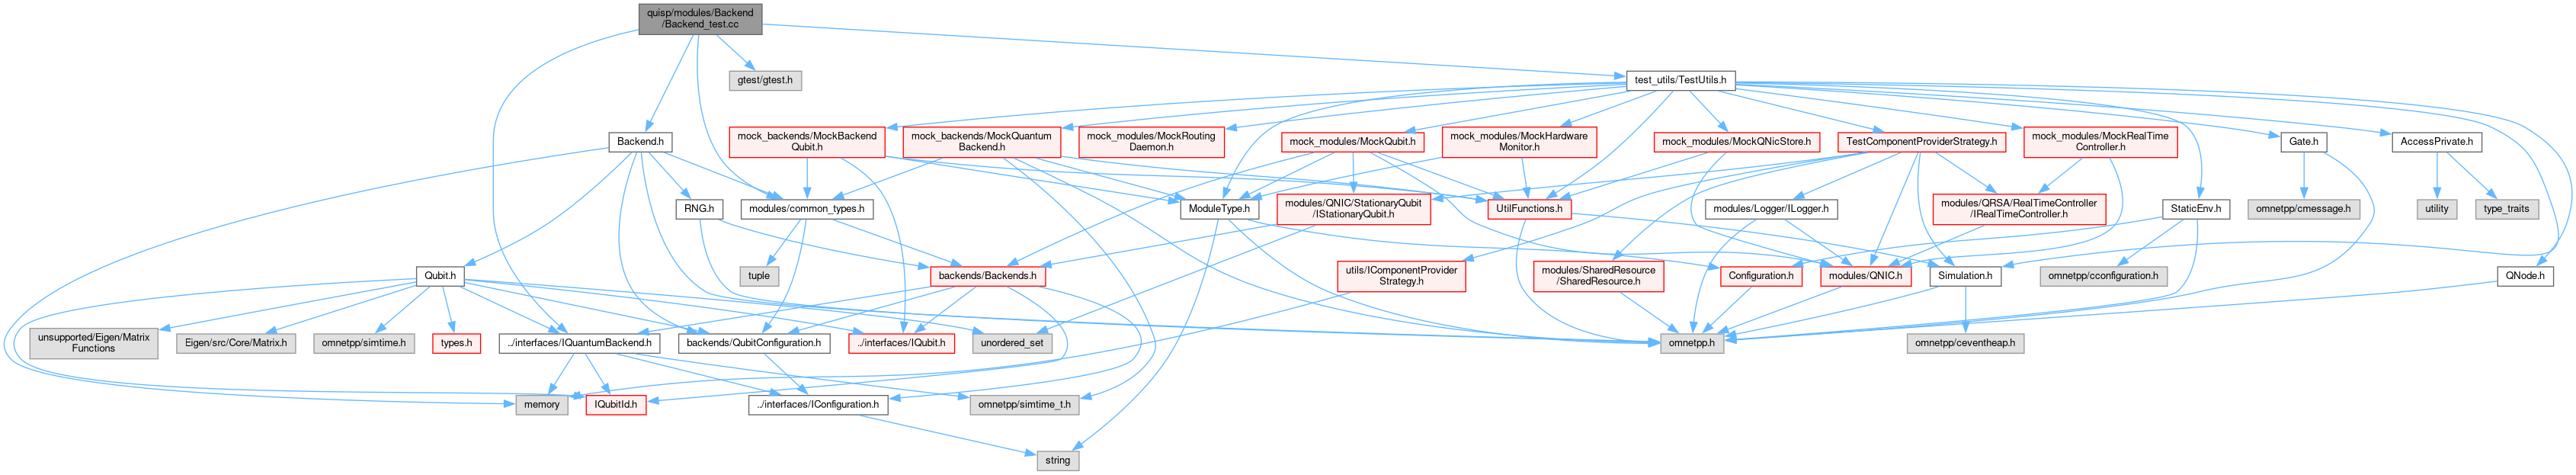 quisp/modules/Backend
/Backend_test.cc
gtest/gtest.h
test_utils/TestUtils.h
Backend.h
mock_backends/MockBackend
Qubit.h
mock_backends/MockQuantum
Backend.h
mock_modules/MockRouting
Daemon.h
mock_modules/MockQubit.h
mock_modules/MockHardware
Monitor.h
mock_modules/MockQNicStore.h
TestComponentProviderStrategy.h
mock_modules/MockRealTime
Controller.h
Gate.h
AccessPrivate.h
RNG.h
modules/common_types.h
ModuleType.h
modules/QNIC/StationaryQubit
/IStationaryQubit.h
UtilFunctions.h
modules/Logger/ILogger.h
modules/QRSA/RealTimeController
/IRealTimeController.h
StaticEnv.h
omnetpp/cmessage.h
utility
type_traits
Qubit.h
tuple
backends/Backends.h
utils/IComponentProvider
Strategy.h
modules/SharedResource
/SharedResource.h
Configuration.h
modules/QNIC.h
Simulation.h
omnetpp/cconfiguration.h
QNode.h
unsupported/Eigen/Matrix
Functions
Eigen/src/Core/Matrix.h
omnetpp/simtime.h
types.h
../interfaces/IQuantumBackend.h
backends/QubitConfiguration.h
../interfaces/IQubit.h
unordered_set
omnetpp.h
omnetpp/ceventheap.h
memory
IQubitId.h
../interfaces/IConfiguration.h
omnetpp/simtime_t.h
string